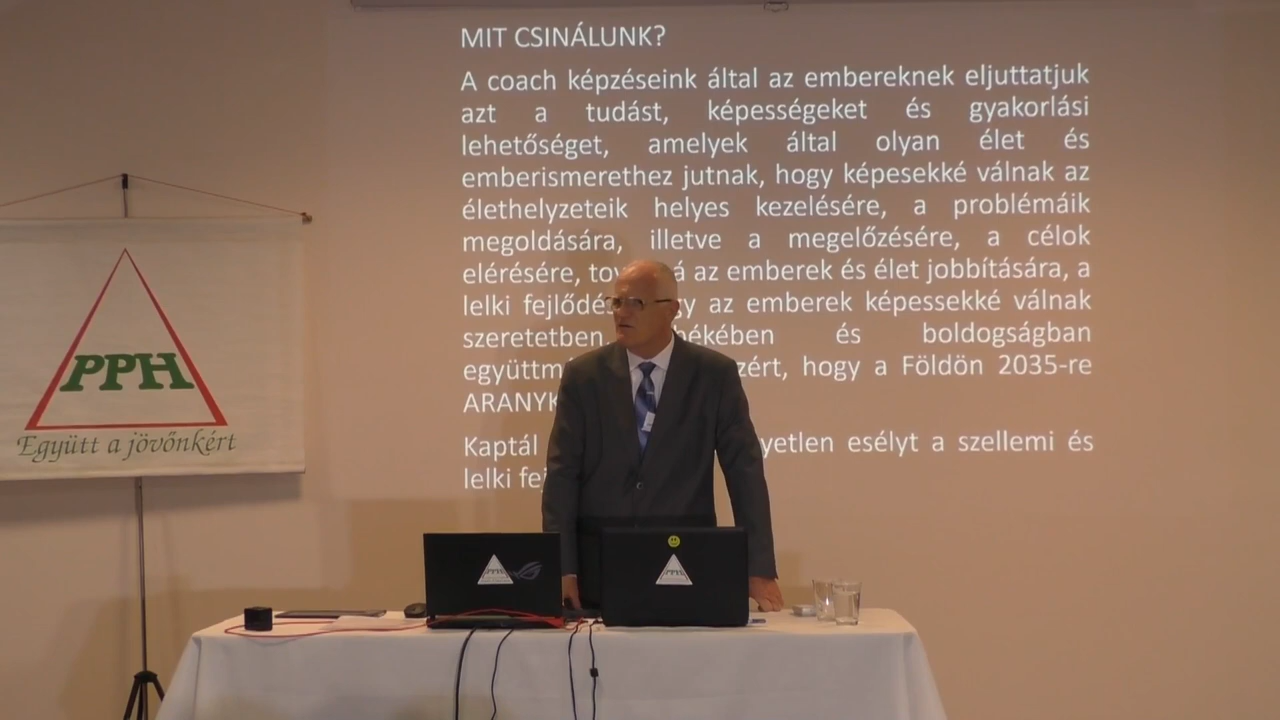 MIT CSINÁLUNK?
A coach képzéseink által az embereknek eljuttatjuk
azt a tudást, képességeket és gyakorlási
lehetőséget, amelyek által olyan élet és
emberismerethez jutnak, hogy képesekké válnak az
élethelyzeteik helyes kezelésére, a problémáik
megoldására, illetve a megelőzésére, a célok
elérésére, az emberek és élet jobbítására, a
lelki az emberek képessekké válnak
szeretetben békében és boldogságban
hogy a Földön 2035-re
Kaptál esélyt a szellemi és
lelki
PPH
Együtt a jövőnkért
PPH
PPH